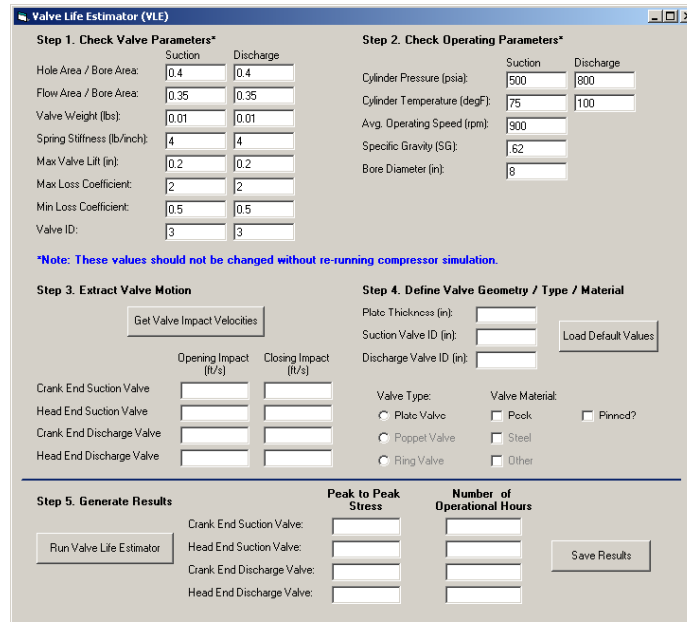 Valve Life Estimator (VLE)
Step 1. Check Valve Parameters*
Suction Discharge
Hole Area / Bore Area: 0.4 0.4
Flow Area / Bore Area: 0.35 0.35
Valve Weight (lbs): 0.01 0.01
Spring Stiffness (lb/inch): 4 4
Max Valve Lift (in): 0.2 0.2
Max Loss Coefficient: 2 2
Min Loss Coefficient: 0.5 0.5
Valve ID: 3 3
Step 2. Check Operating Parameters*
Suction Discharge
Cylinder Pressure (psia): 500 800
Cylinder Temperature (degF): 75 100
Avg. Operating Speed (rpm): 900
Specific Gravity (SG): .62
Bore Diameter (in): 8
*Note: These values should not be changed without re-running compressor simulation.
Step 3. Extract Valve Motion
Get Valve Impact Velocities
Opening Impact Closing Impact
(ft/s) (ft/s)
Crank End Suction Valve
Head End Suction Valve
Crank End Discharge Valve
Head End Discharge Valve
Step 4. Define Valve Geometry / Type / Material
Plate Thickness (in):
Suction Valve ID (in):
Discharge Valve ID (in):
Load Default Values
Valve Type: Valve Material:
Plate Valve Peek Pinned?
Poppet Valve Steel
Ring Valve Other
Step 5. Generate Results
Peak to Peak Number of
Stress Operational Hours
Run Valve Life Estimator
Crank End Suction Valve:
Head End Suction Valve:
Crank End Discharge Valve:
Head End Discharge Valve:
Save Results